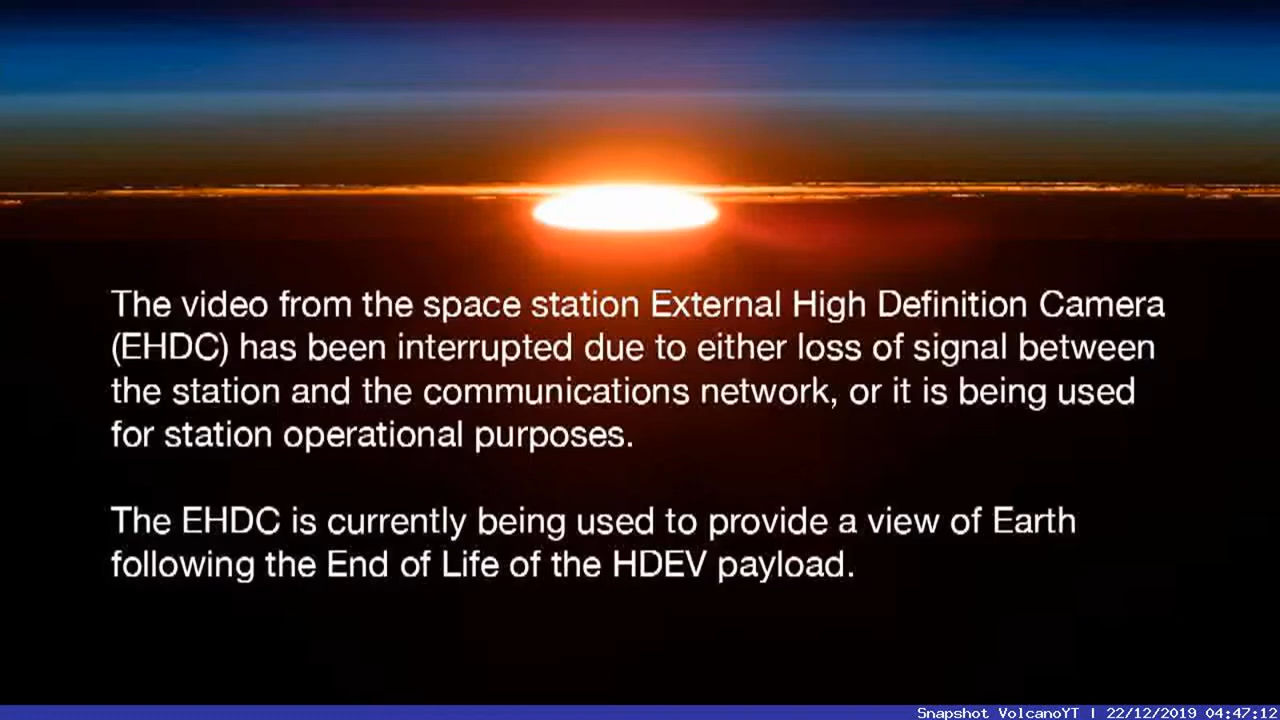 The video from the space station External High Definition Camera
(EHDC) has been interrupted due to either loss of signal between
the station and the communications network, or it is being used
for station operational purposes.
The EHDC is currently being used to provide a view of Earth
following the End of Life of the HDEV payload.
Snapshot VolcanoYT | 22/12/2019 04:47:12